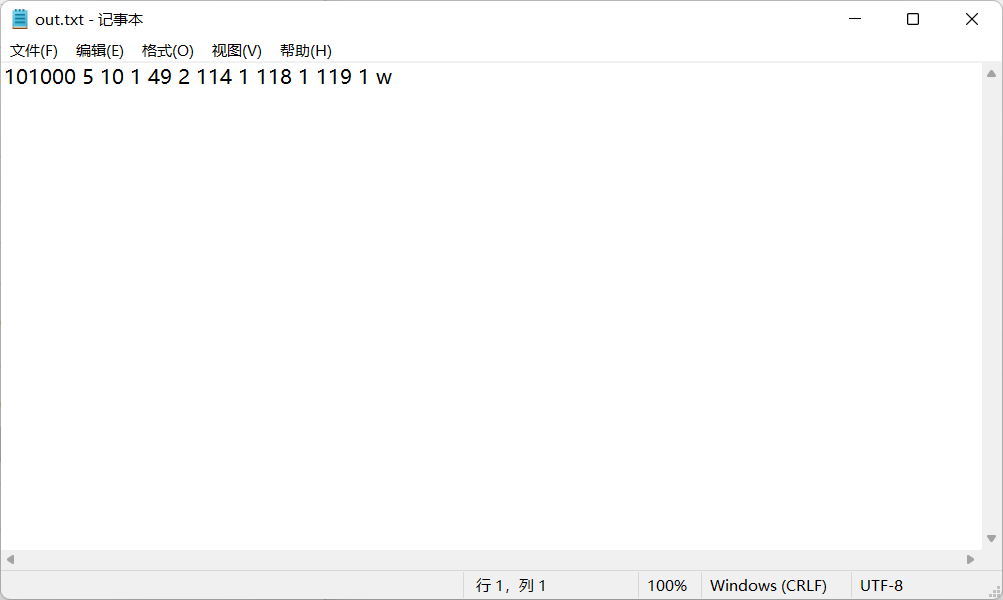 out.txt - 记事本
文件(F) 编辑(E) 格式(O) 视图(V) 帮助(H)
101000 5 10 1 49 2 114 1 118 1 119 1 w
行 1，列 1 100% Windows (CRLF) UTF-8